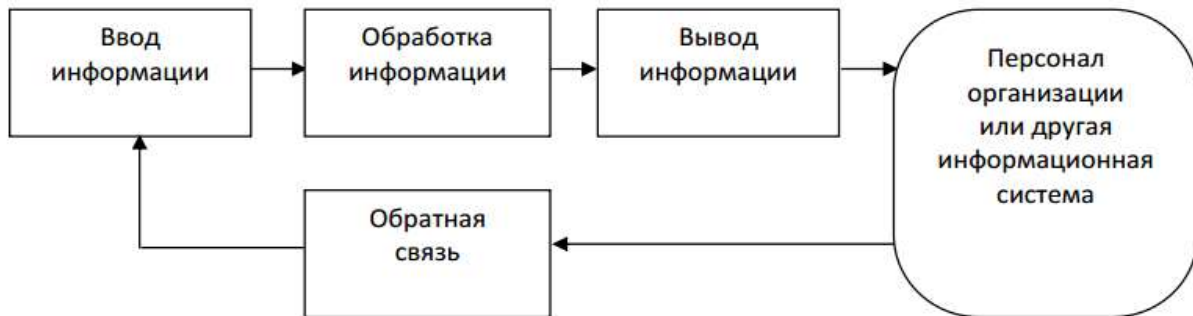 Ввод
информации
Обработка
информации
Вывод
информации
Персонал
организации
или другая
информационная
система
Обратная
связь